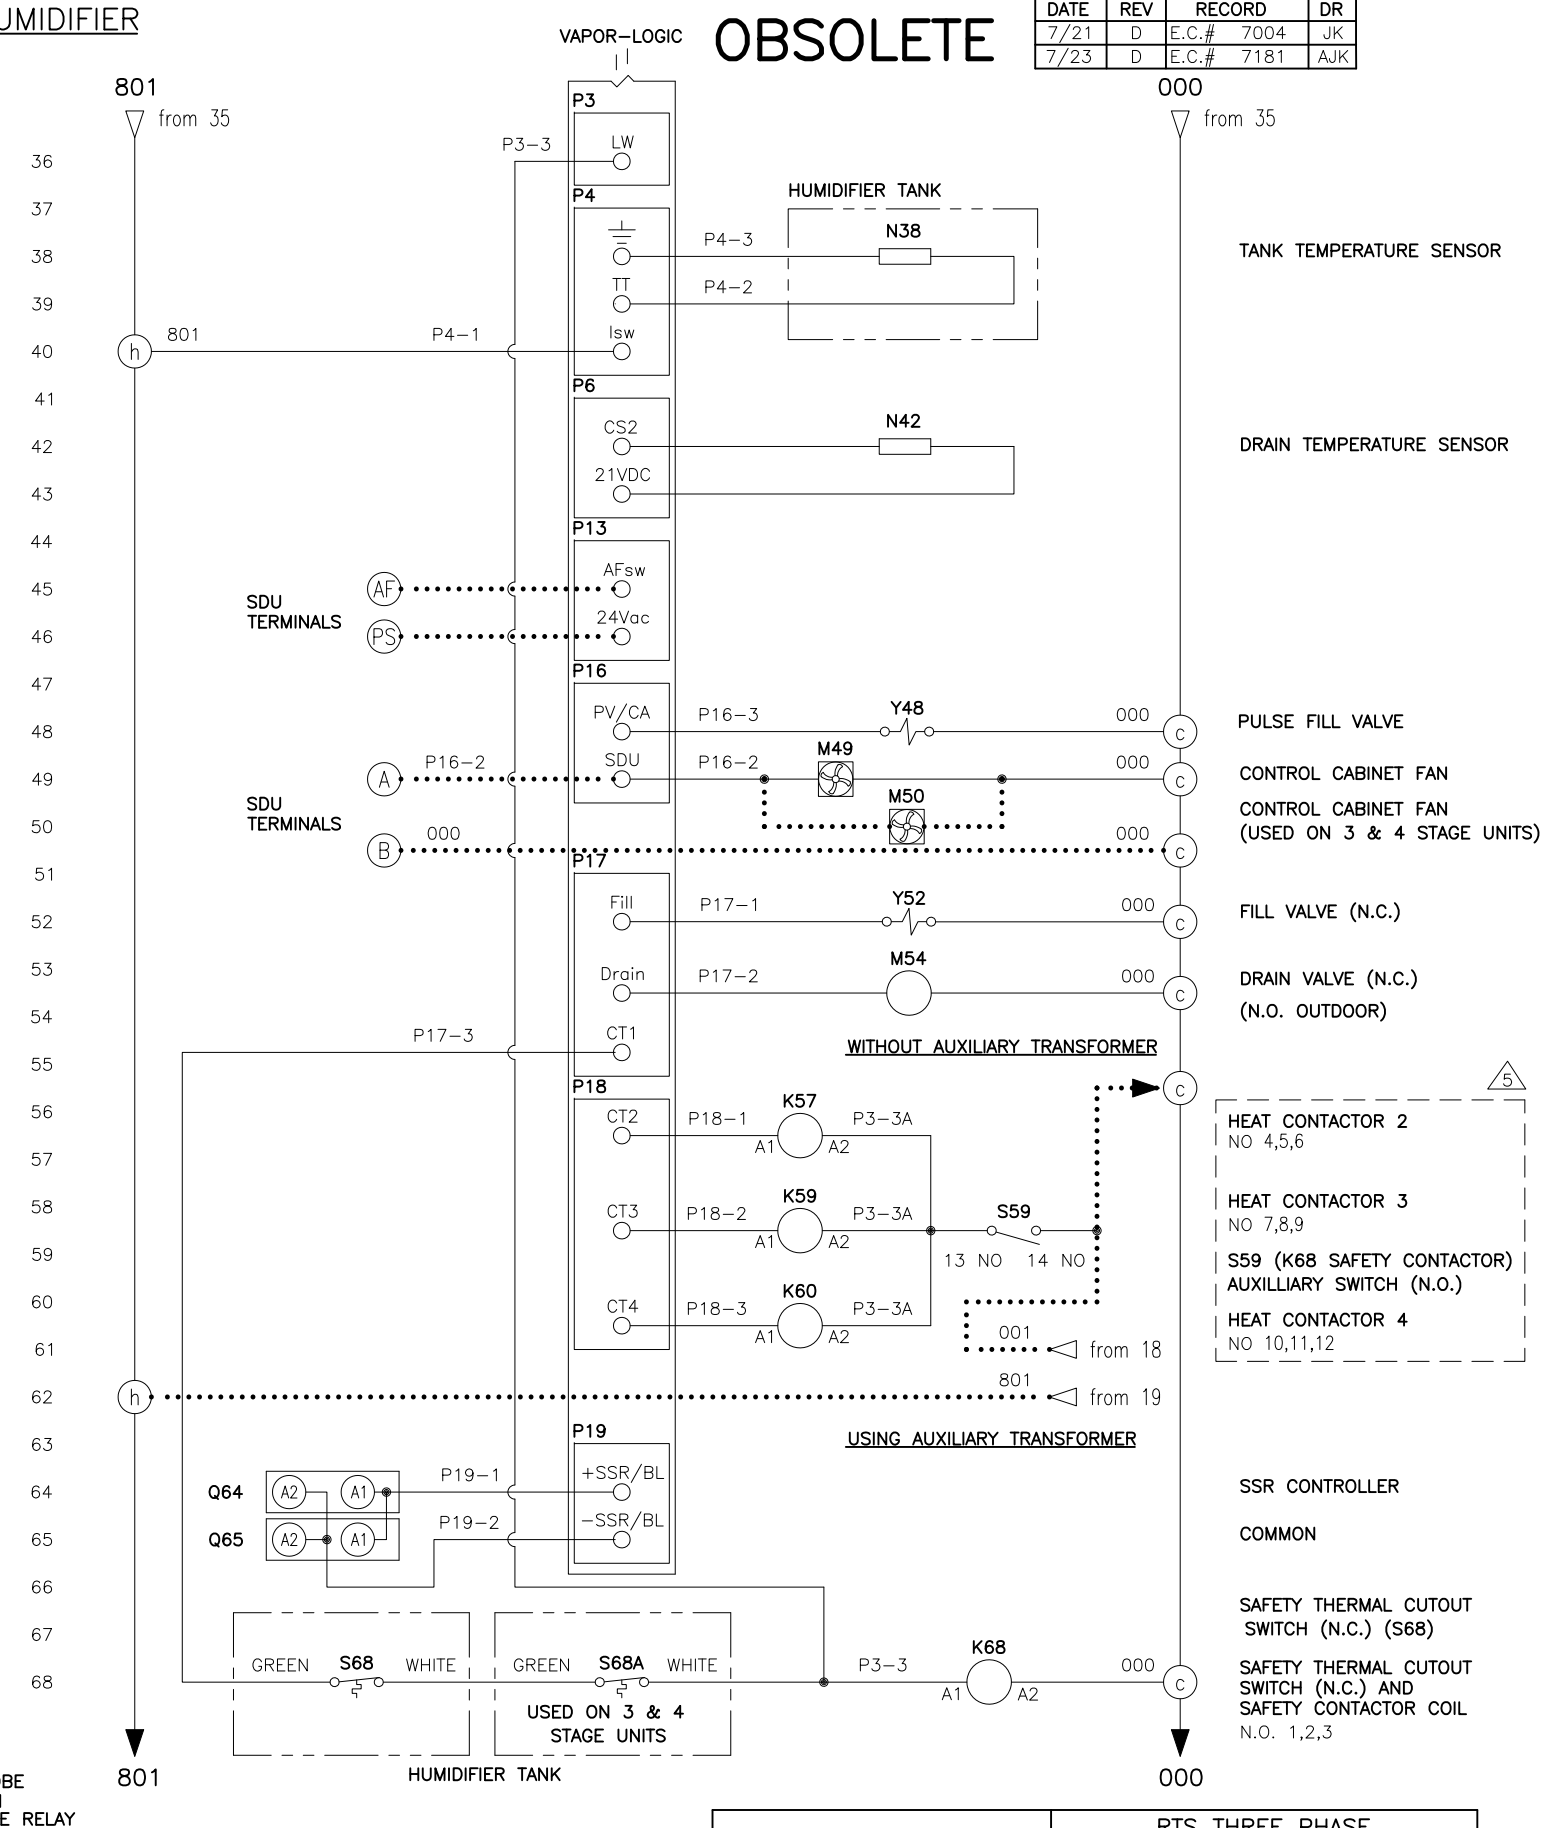 UMIDIFIER
VAPOR-LOGIC
OBSOLETE
DATE REV RECORD DR
7/21 D E.C.# 7004 JK
7/23 D E.C.# 7181 AJK
801
000
from 35
from 35
P3
36
P3-3
LW
37
P4
HUMIDIFIER TANK
38
P4-3
N38
TANK TEMPERATURE SENSOR
39
TT
P4-2
40
h
801
P4-1
Isw
41
P6
42
CS2
N42
DRAIN TEMPERATURE SENSOR
43
21VDC
44
P13
45
AF
AFsw
SDU
TERMINALS
46
PS
24Vac
47
P16
48
PV/CA
P16-3
Y48
000
c
PULSE FILL VALVE
49
A
P16-2
SDU
P16-2
M49
000
c
CONTROL CABINET FAN
SDU
TERMINALS
50
M50
CONTROL CABINET FAN
(USED ON 3 & 4 STAGE UNITS)
B
000
000
c
51
P17
52
Fill
P17-1
Y52
000
c
FILL VALVE (N.C.)
53
Drain
P17-2
M54
000
c
DRAIN VALVE (N.C.)
(N.O. OUTDOOR)
54
P17-3
CT1
WITHOUT AUXILIARY TRANSFORMER
55
c
5
P18
56
CT2
P18-1
K57
A1
A2
P3-3A
HEAT CONTACTOR 2
NO 4,5,6
57
58
CT3
P18-2
K59
A1
A2
P3-3A
S59
13 NO
14 NO
HEAT CONTACTOR 3
NO 7,8,9
59
S59 (K68 SAFETY CONTACTOR)
AUXILLIARY SWITCH (N.O.)
60
CT4
P18-3
K60
A1
A2
P3-3A
HEAT CONTACTOR 4
NO 10,11,12
61
001
from 18
62
h
801
from 19
63
P19
USING AUXILIARY TRANSFORMER
64
Q64
A2
A1
P19-1
+SSR/BL
SSR CONTROLLER
65
Q65
A2
A1
P19-2
-SSR/BL
COMMON
66
67
SAFETY THERMAL CUTOUT
SWITCH (N.C.) (S68)
68
GREEN
S68
WHITE
GREEN
S68A
WHITE
P3-3
K68
A1
A2
000
c
SAFETY THERMAL CUTOUT
SWITCH (N.C.) AND
SAFETY CONTACTOR COIL
N.O. 1,2,3
USED ON 3 & 4
STAGE UNITS
HUMIDIFIER TANK
801
000
OBE
E RELAY
RTS THREE PHASE